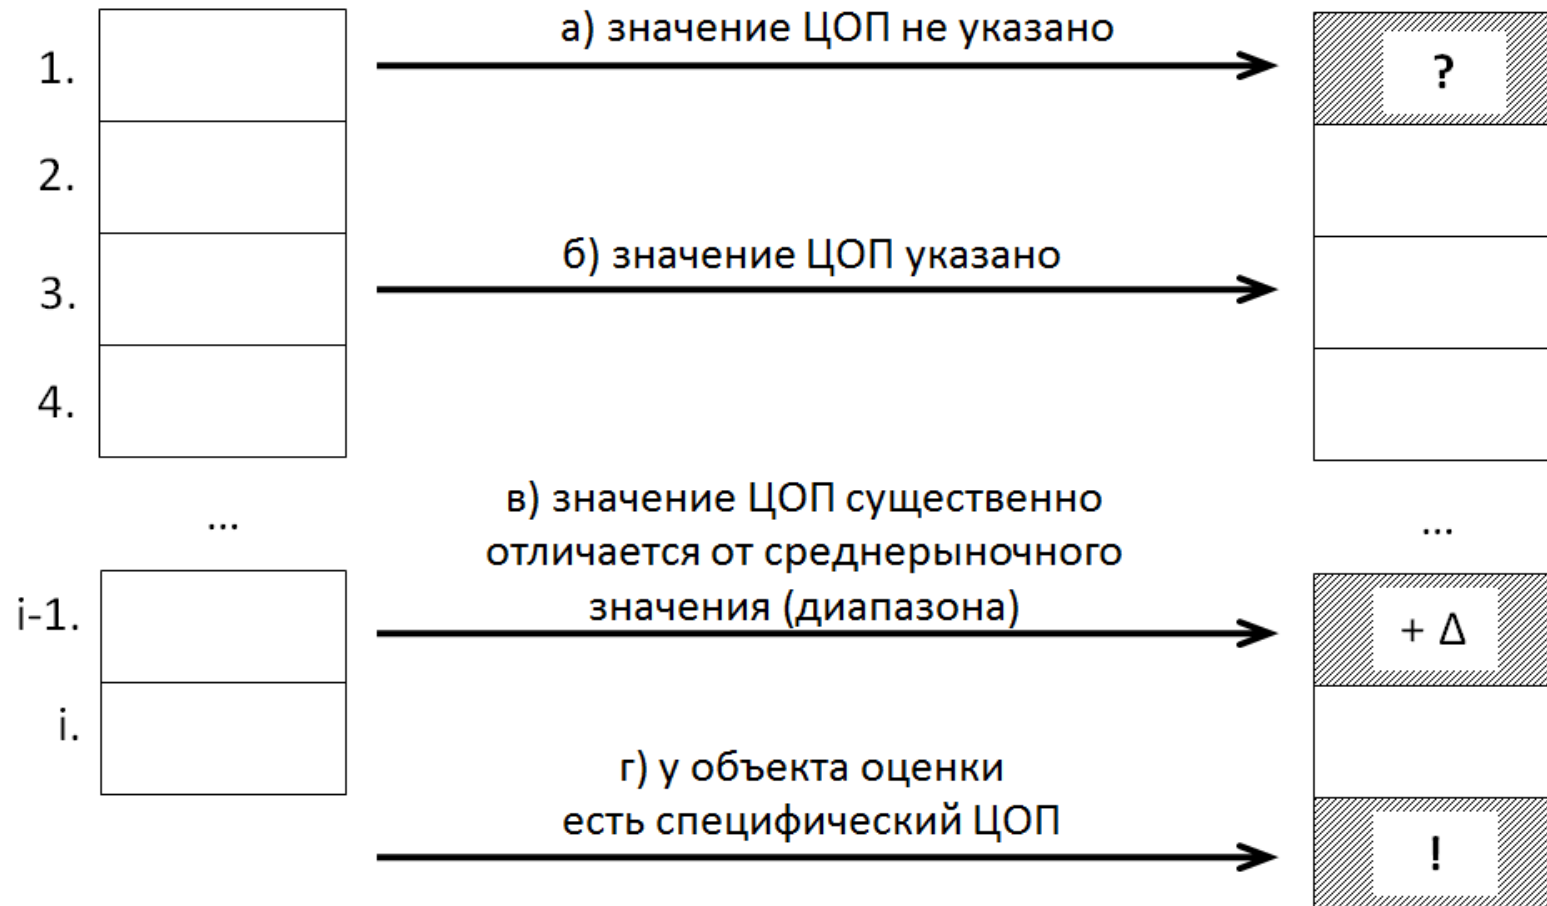 1.
а) значение ЦОП не указано
?
2.
б) значение ЦОП указано
3.
4.
в) значение ЦОП существенно
отличается от среднерыночного
значения (диапазона)
...
...
i-1.
+ Δ
i.
г) у объекта оценки
есть специфический ЦОП
!